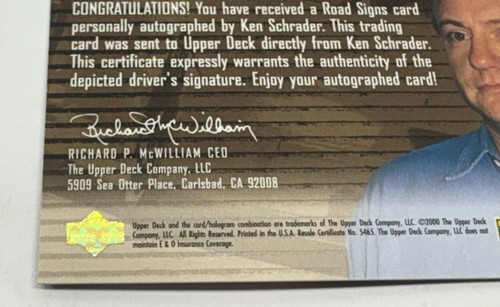 CONGRATULATIONS! You have received a Road Signs card
personally autographed by Ken Schrader. This trading
card was sent to Upper Deck directly from Ken Schrader.
This certificate expressly warrants the authenticity of the
depicted driver's signature. Enjoy your autographed card!
Richard McWilliam
RICHARD P. McWILLIAM CEO
The Upper Deck Company, LLC
5909 Sea Otter Place, Carlsbad, CA 92008
Upper Deck and the card/hologram combination are trademarks of The Upper Deck Company, LLC. ©2000 The Upper Deck
Company, LLC. All Rights Reserved. Printed in the U.S.A. Resale Certificate No. 5465. The Upper Deck Company, LLC does not
maintain E & O Insurance Coverage.